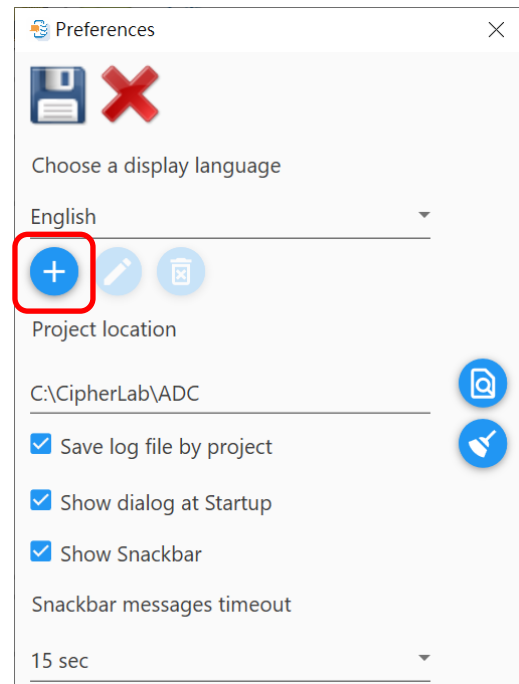 Preferences
Choose a display language
English
Project location
C:\CipherLab\ADC
Save log file by project
Show dialog at Startup
Show Snackbar
Snackbar messages timeout
15 sec